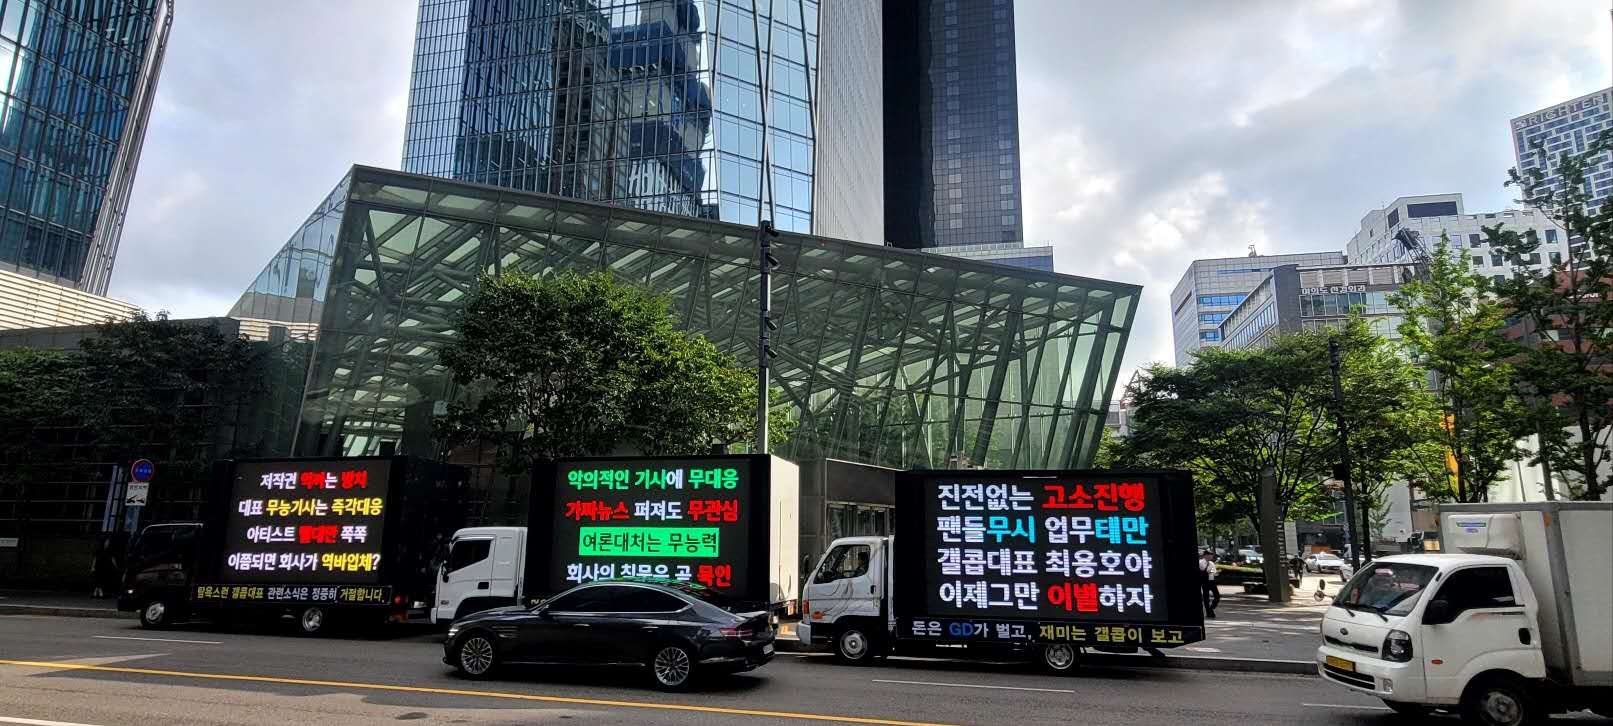 저작권 역바는 방치
대표 무능기사는 즉각대응
아티스트 팔대만 쪽쪽
이쯤되면 회사가 역바업체?
탐욕스런 갤콥대표 관련소식은 정중히 거절합니다.
악의적인 기사에 무대응
가짜뉴스 퍼져도 무관심
여론대처는 무능력
회사의 침묵은 곧 묵인
진전없는 고소진행
팬들무시 업무태만
갤콥대표 최용호야
이제그만 이별하자
돈은 GD가 벌고, 재미는 갤콥이 보고
BRIGHTEN